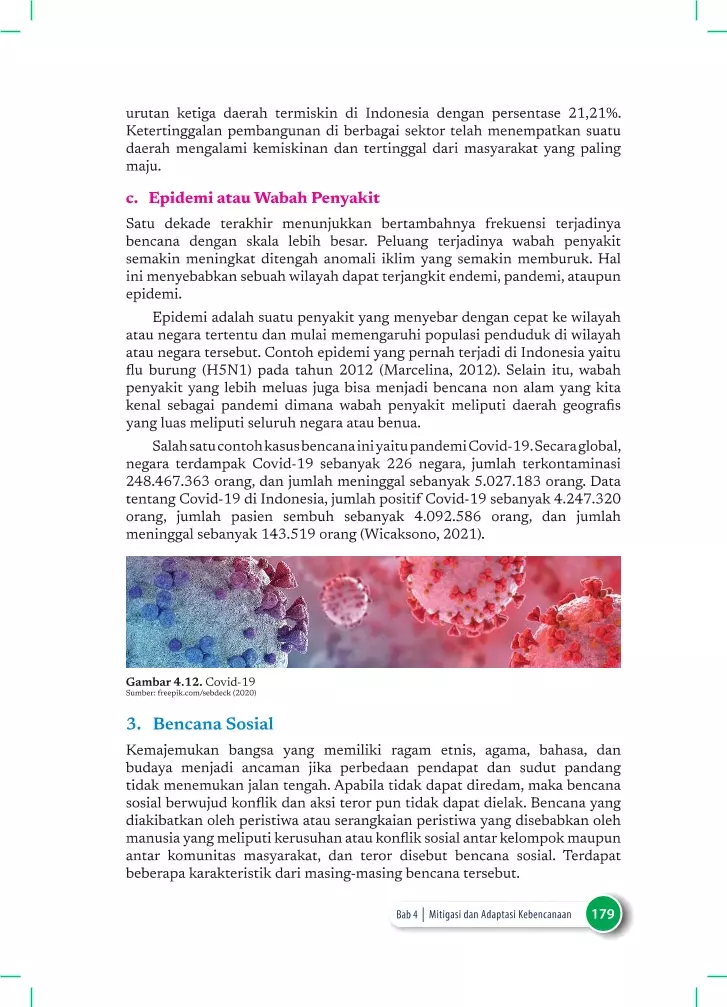 urutan ketiga daerah termiskin di Indonesia dengan persentase 21,21%.
Ketertinggalan pembangunan di berbagai sektor telah menempatkan suatu
daerah mengalami kemiskinan dan tertinggal dari masyarakat yang paling
maju.
c. Epidemi atau Wabah Penyakit
Satu dekade terakhir menunjukkan bertambahnya frekuensi terjadinya
bencana dengan skala lebih besar. Peluang terjadinya wabah penyakit
semakin meningkat ditengah anomali iklim yang semakin memburuk. Hal
ini menyebabkan sebuah wilayah dapat terjangkit endemi, pandemi, ataupun
epidemi.
Epidemi adalah suatu penyakit yang menyebar dengan cepat ke wilayah
atau negara tertentu dan mulai memengaruhi populasi penduduk di wilayah
atau negara tersebut. Contoh epidemi yang pernah terjadi di Indonesia yaitu
flu burung (H5N1) pada tahun 2012 (Marcelina, 2012). Selain itu, wabah
penyakit yang lebih meluas juga bisa menjadi bencana non alam yang kita
kenal sebagai pandemi dimana wabah penyakit meliputi daerah geografis
yang luas meliputi seluruh negara atau benua.
Salah satu contoh kasus bencana ini yaitu pandemi Covid-19. Secara global,
negara terdampak Covid-19 sebanyak 226 negara, jumlah terkontaminasi
248.467.363 orang, dan jumlah meninggal sebanyak 5.027.183 orang. Data
tentang Covid-19 di Indonesia, jumlah positif Covid-19 sebanyak 4.247.320
orang, jumlah pasien sembuh sebanyak 4.092.586 orang, dan jumlah
meninggal sebanyak 143.519 orang (Wicaksono, 2021).
Gambar 4.12. Covid-19
Sumber: freepik.com/sebdeck (2020)
3. Bencana Sosial
Kemajemukan bangsa yang memiliki ragam etnis, agama, bahasa, dan
budaya menjadi ancaman jika perbedaan pendapat dan sudut pandang
tidak menemukan jalan tengah. Apabila tidak dapat diredam, maka bencana
sosial berwujud konflik dan aksi teror pun tidak dapat dielak. Bencana yang
diakibatkan oleh peristiwa atau serangkaian peristiwa yang disebabkan oleh
manusia yang meliputi kerusuhan atau konflik sosial antar kelompok maupun
antar komunitas masyarakat, dan teror disebut bencana sosial. Terdapat
beberapa karakteristik dari masing-masing bencana tersebut.
Bab 4 | Mitigasi dan Adaptasi Kebencanaan 179